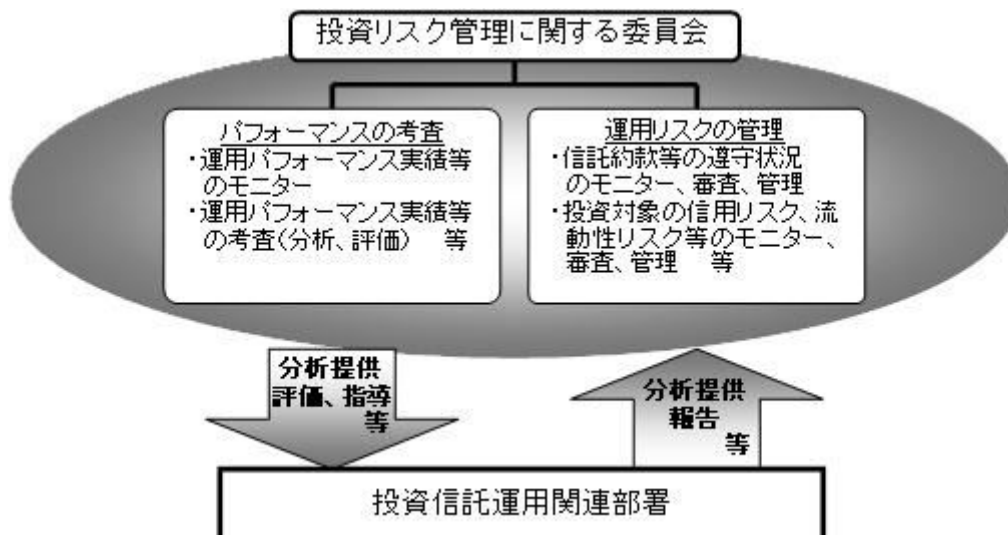 投資リスク管理に関する委員会
パフォーマンスの考査
・運用パフォーマンス実績等
のモニター
・運用パフォーマンス実績等
の考査(分析、評価) 等
運用リスクの管理
・信託約款等の遵守状況
のモニター、審査、管理
・投資対象の信用リスク、流
動性リスク等のモニター、
審査、管理 等
分析提供
評価、指導
等
分析提供
報告
等
投資信託運用関連部署